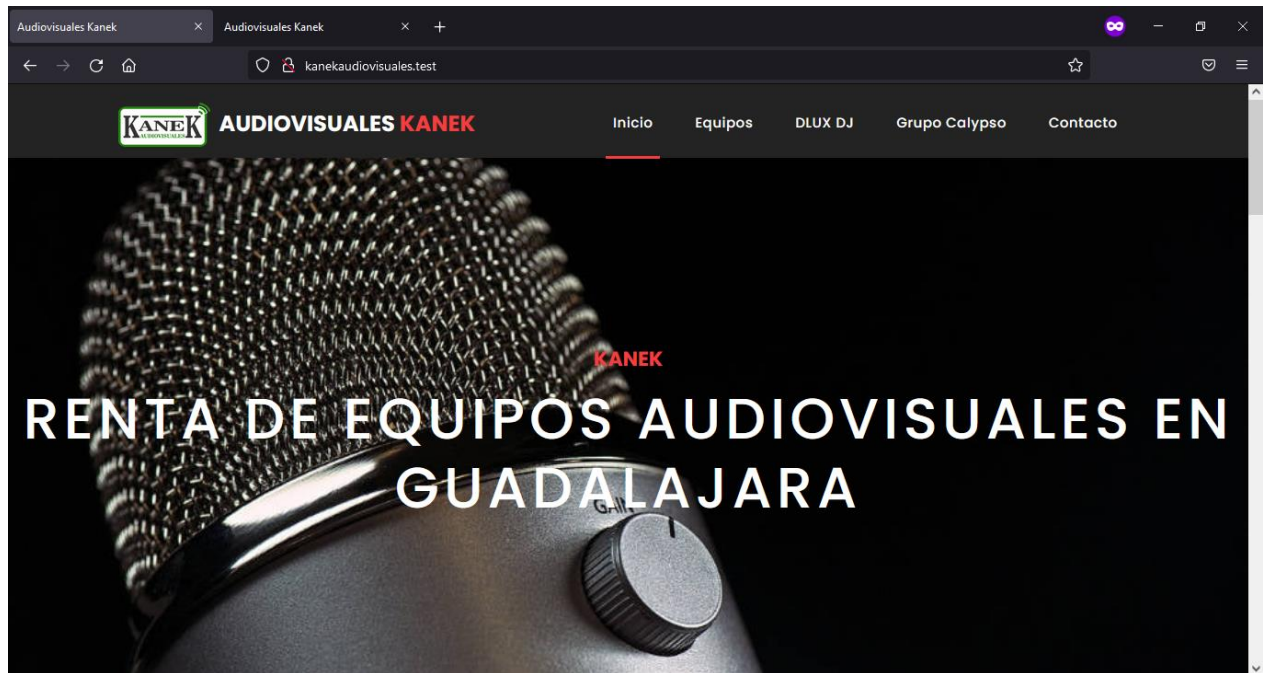 Audiovisuales Kanek
Audiovisuales Kanek
kanekaudiovisuales.test
KANEK
AUDIOVISUALES
AUDIOVISUALES KANEK
Inicio
Equipos
DLUX DJ
Grupo Calypso
Contacto
KANEK
RENTA DE EQUIPOS AUDIOVISUALES EN
GUADALAJARA
GAIN